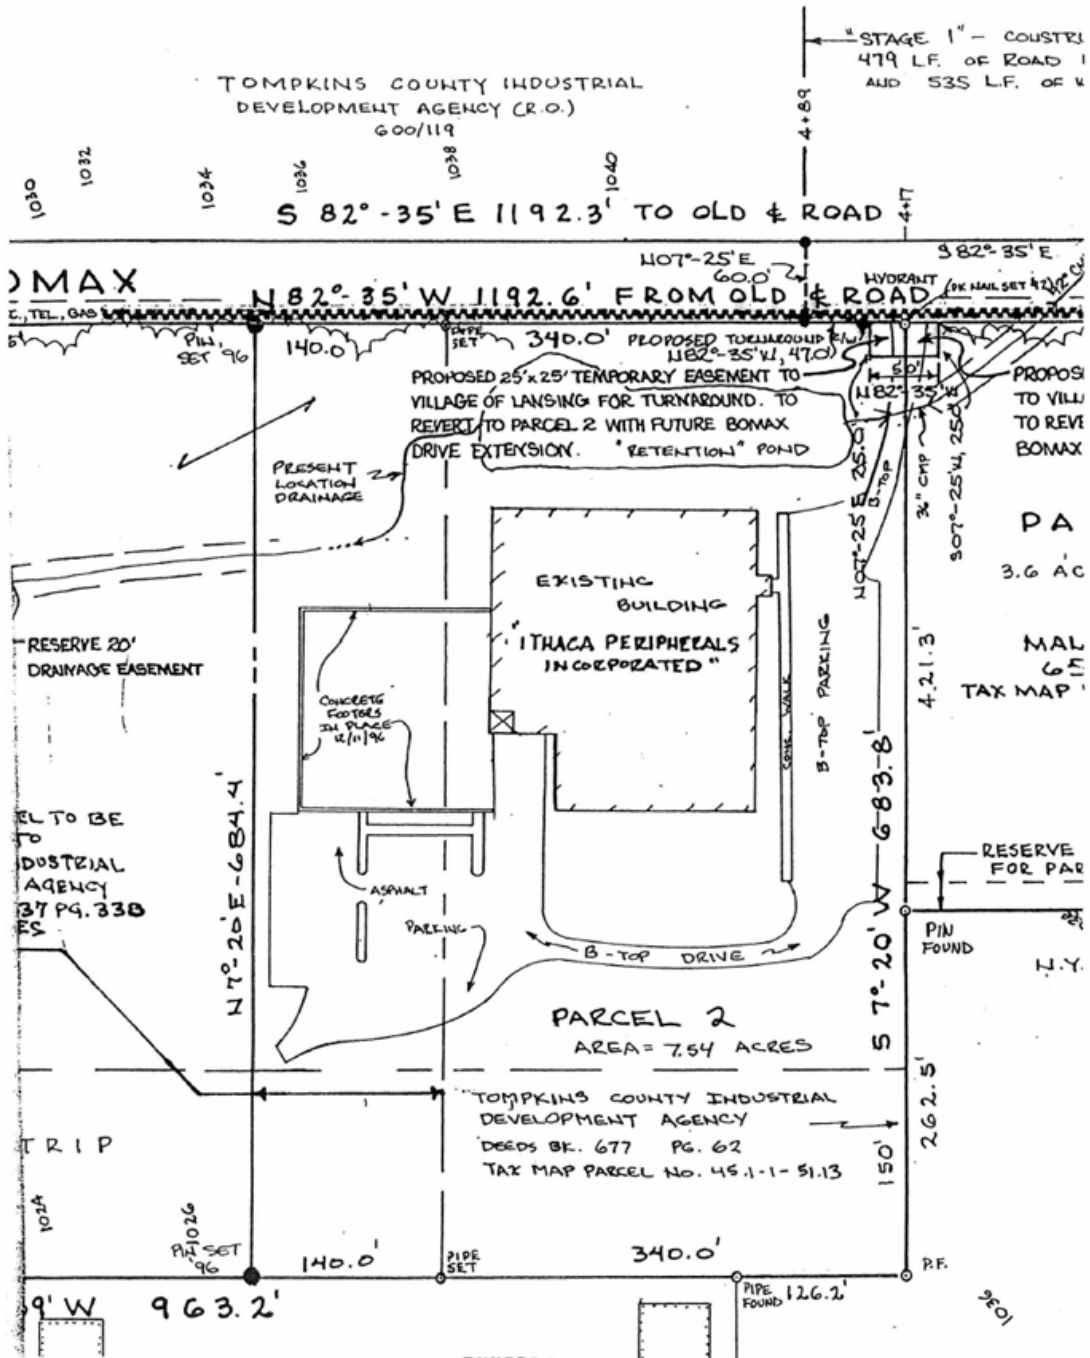 "STAGE 1" - CONSTR
479 L.F. OF ROAD
AND 535 L.F. OF
TOMPKINS COUNTY INDUSTRIAL
DEVELOPMENT AGENCY (R.O.)
600/119
4+89
1030
1032
1034
1036
1038
1040
S 82°-35' E 1192.3' TO OLD ℄ ROAD
4+17
N07°-25'E
60.0'
S 82°-35' E
OMAX
HYDRANT
(PK NAIL SET
N 82°-35' W 1192.6' FROM OLD ℄ ROAD
TEL., GAS
PIN
SET '96
140.0'
PIPE
SET
340.0'
PROPOSED TURNAROUND R/W
N82°-35'W, 47.0'
50'
N82°-35'W
PROPOSED 25'x25' TEMPORARY EASEMENT TO
VILLAGE OF LANSING FOR TURNAROUND. TO
REVERT TO PARCEL 2 WITH FUTURE BOMAX
DRIVE EXTENSION.
"RETENTION" POND
PROPOS
TO VILL
TO REVE
BOMAX
PRESENT
LOCATION
DRAINAGE
N07°-25'E 25.0'
B-TOP
36" CMP
S07°-25'W, 25.0'
PA
3.6 AC
EXISTING
BUILDING
"ITHACA PERIPHERALS
INCORPORATED"
RESERVE 20'
DRAINAGE EASEMENT
CONCRETE
FOOTERS
IN PLACE
12/11/96
CONC. WALK
B-TOP PARKING
421.3'
MAL
TAX MAP
N 7°-20' E - 684.4'
S 7°-20' W 683.8'
EL TO BE
TO
DUSTRIAL
AGENCY
37 PG. 33B
ES
ASPHALT
PARKING
B-TOP DRIVE
RESERVE
FOR PAR
PIN
FOUND
N.Y.
PARCEL 2
AREA = 7.54 ACRES
TOMPKINS COUNTY INDUSTRIAL
DEVELOPMENT AGENCY
DEEDS BK. 677 PG. 62
TAX MAP PARCEL NO. 45.1-1-51.13
150'
262.5'
TRIP
1024
1026
PIN SET
'96
140.0'
PIPE
SET
340.0'
P.F.
9' W 963.2'
PIPE
FOUND
126.2'
1036